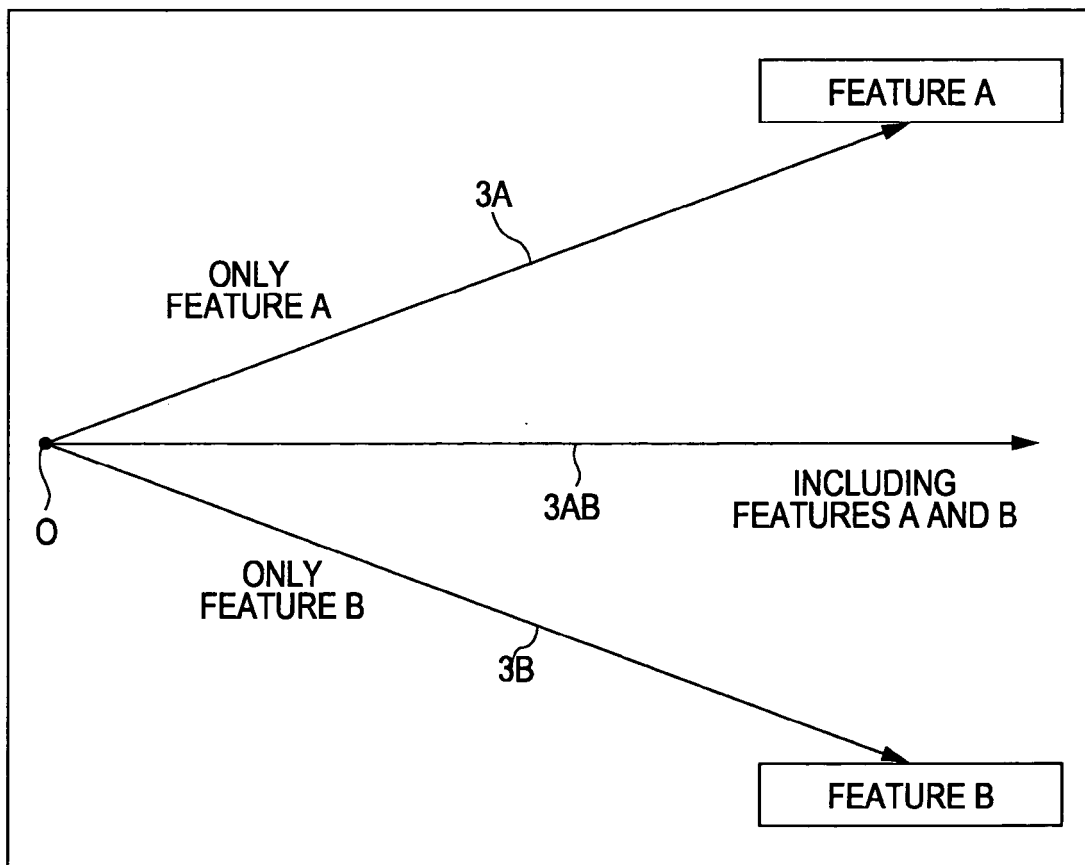 FEATURE A
3A
ONLY
FEATURE A
3AB
INCLUDING
FEATURES A AND B
O
ONLY
FEATURE B
3B
FEATURE B